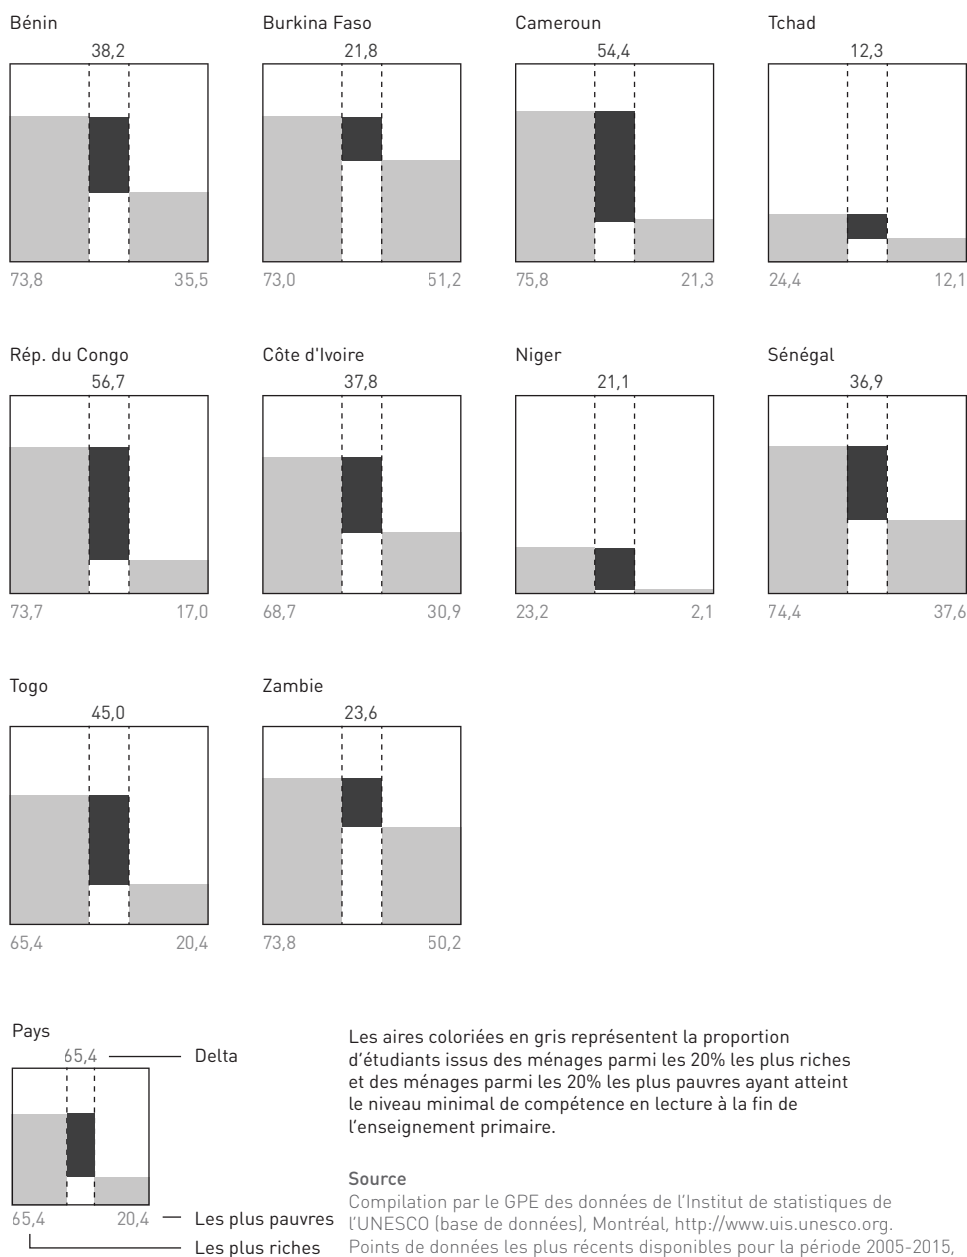 Bénin
38,2
73,8 35,5
Burkina Faso
21,8
73,0 51,2
Cameroun
54,4
75,8 21,3
Tchad
12,3
24,4 12,1
Rép. du Congo
56,7
73,7 17,0
Côte d'Ivoire
37,8
68,7 30,9
Niger
21,1
23,2 2,1
Sénégal
36,9
74,4 37,6
Togo
45,0
65,4 20,4
Zambie
23,6
73,8 50,2
Pays
65,4 Delta
65,4 20,4 Les plus pauvres
Les plus riches
Les aires coloriées en gris représentent la proportion
d’étudiants issus des ménages parmi les 20% les plus riches
et des ménages parmi les 20% les plus pauvres ayant atteint
le niveau minimal de compétence en lecture à la fin de
l’enseignement primaire.
Source
Compilation par le GPE des données de l’Institut de statistiques de
l’UNESCO (base de données), Montréal, http://www.uis.unesco.org.
Points de données les plus récents disponibles pour la période 2005-2015,